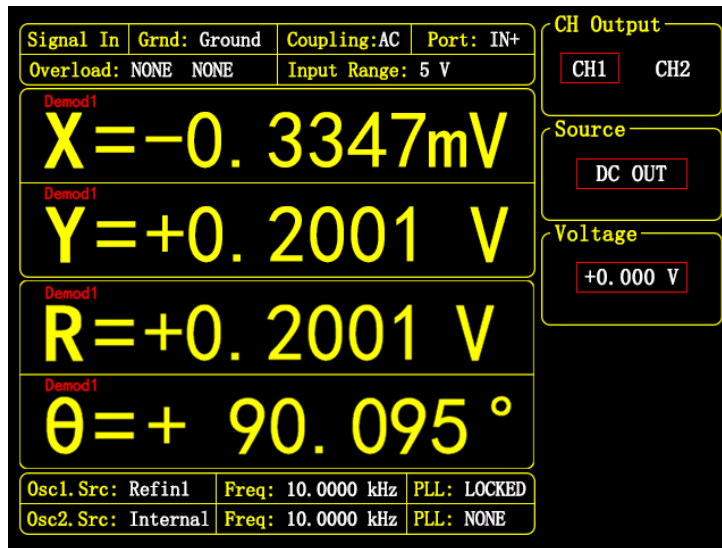 Signal In Grnd: Ground Coupling:AC Port: IN+
Overload: NONE NONE Input Range: 5 V
Demod1
X=-0.3347mV
Demod1
Y=+0.2001 V
Demod1
R=+0.2001 V
Demod1
θ=+ 90.095°
Osc1.Src: Refin1 Freq: 10.0000 kHz PLL: LOCKED
Osc2.Src: Internal Freq: 10.0000 kHz PLL: NONE
CH Output
CH1 CH2
Source
DC OUT
Voltage
+0.000 V